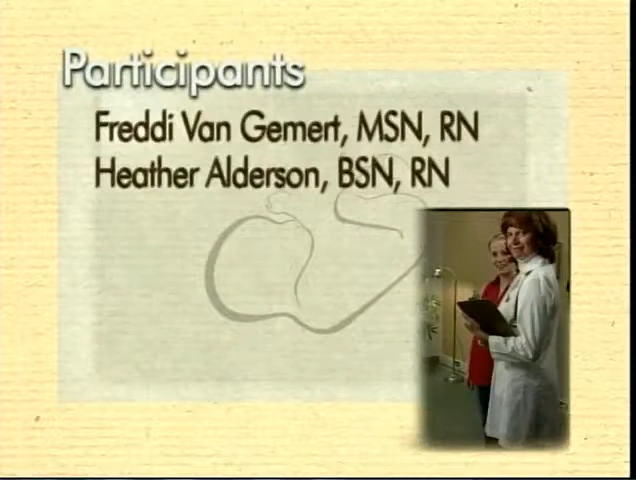 Participants
Freddi Van Gemert, MSN, RN
Heather Alderson, BSN, RN